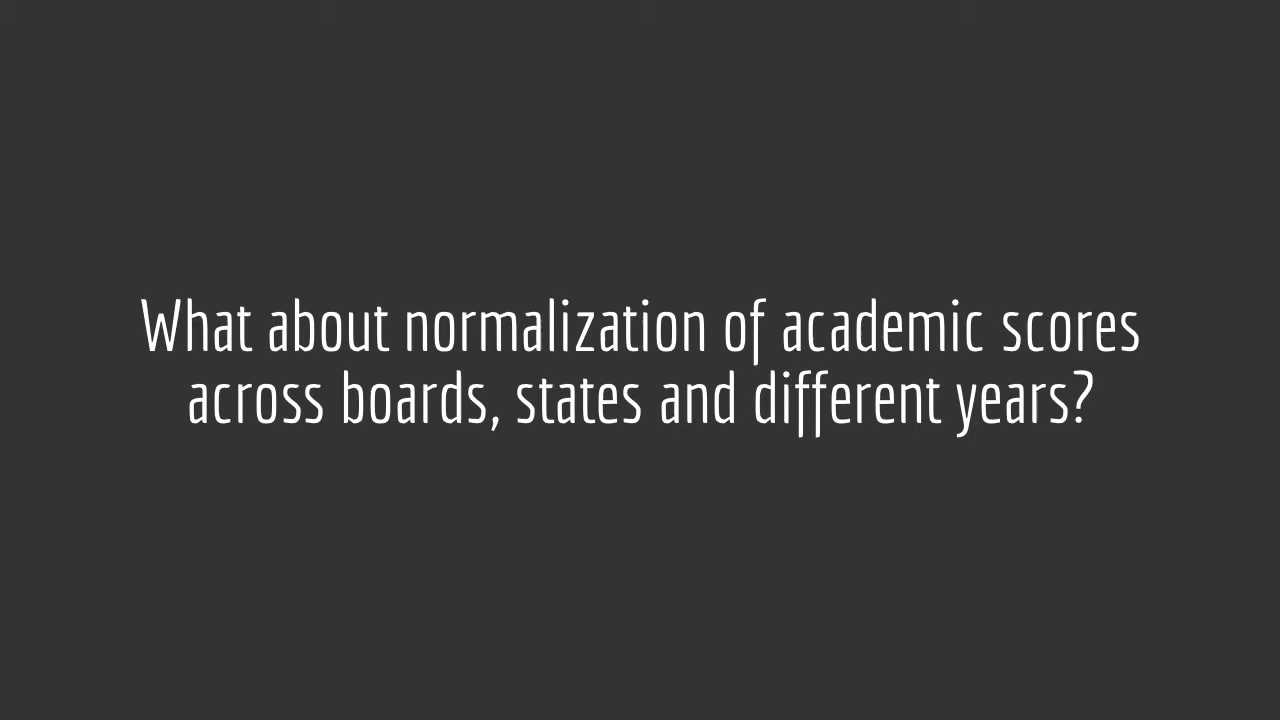 What about normalization of academic scores
across boards, states and different years?